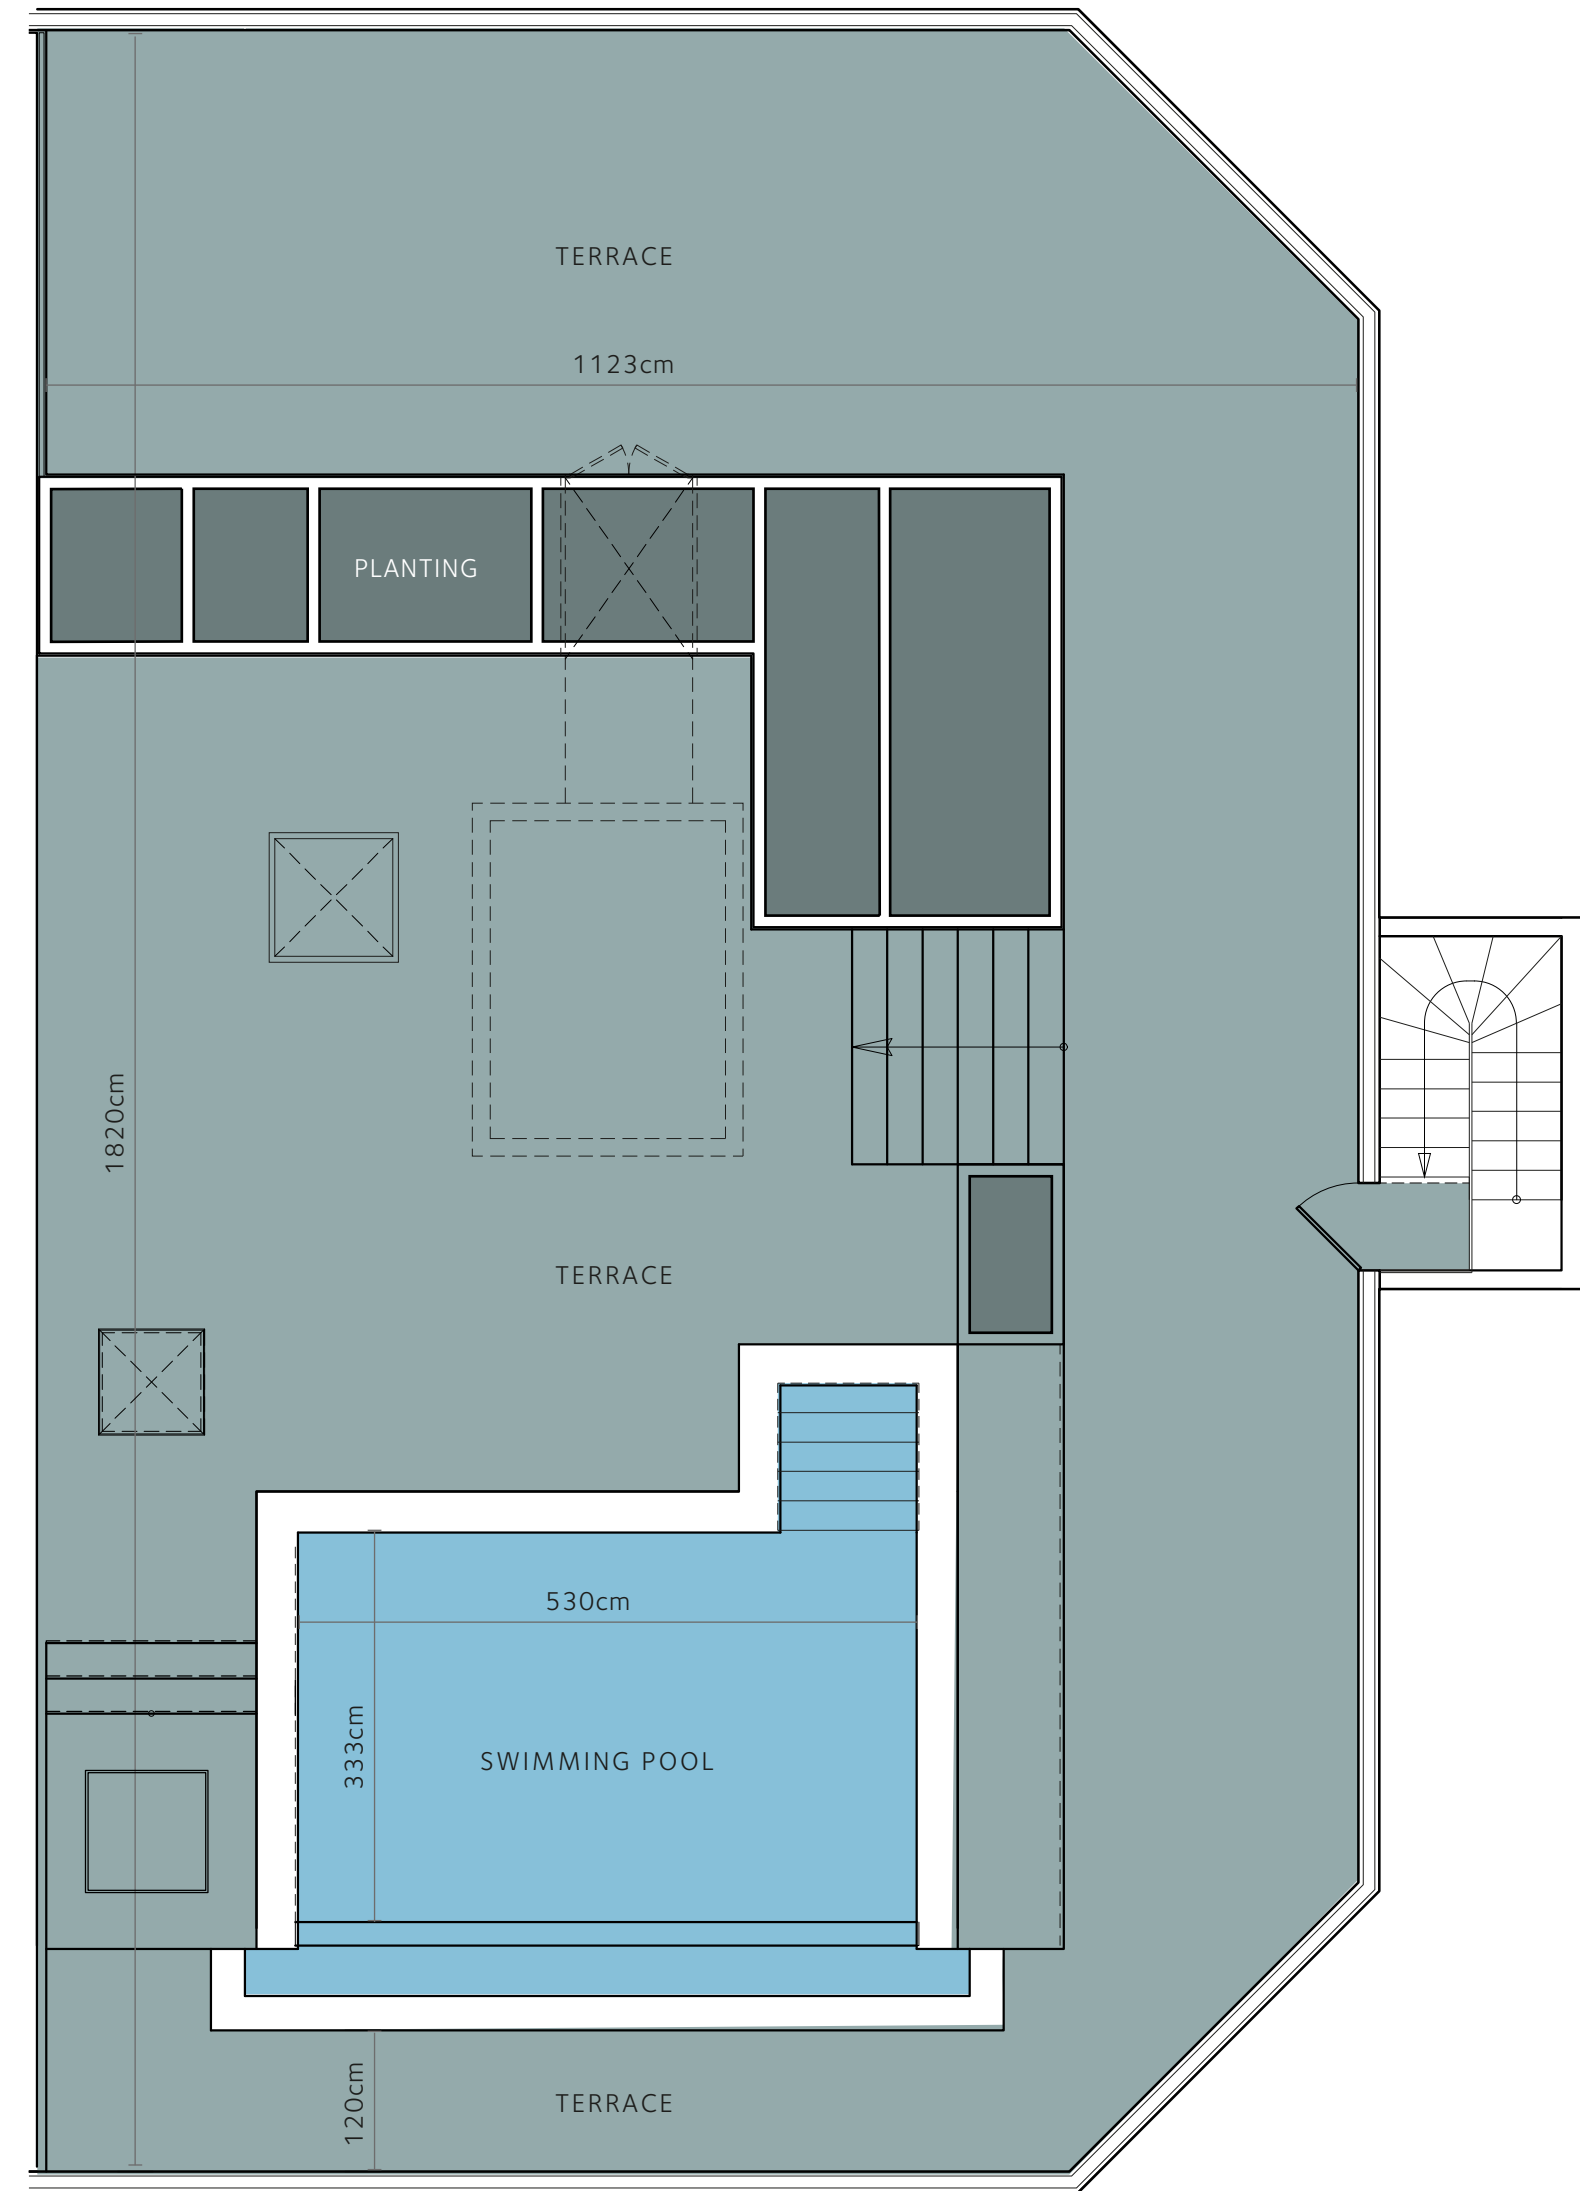 TERRACE
1123cm
PLANTING
1820cm
TERRACE
530cm
333cm
SWIMMING POOL
120cm
TERRACE